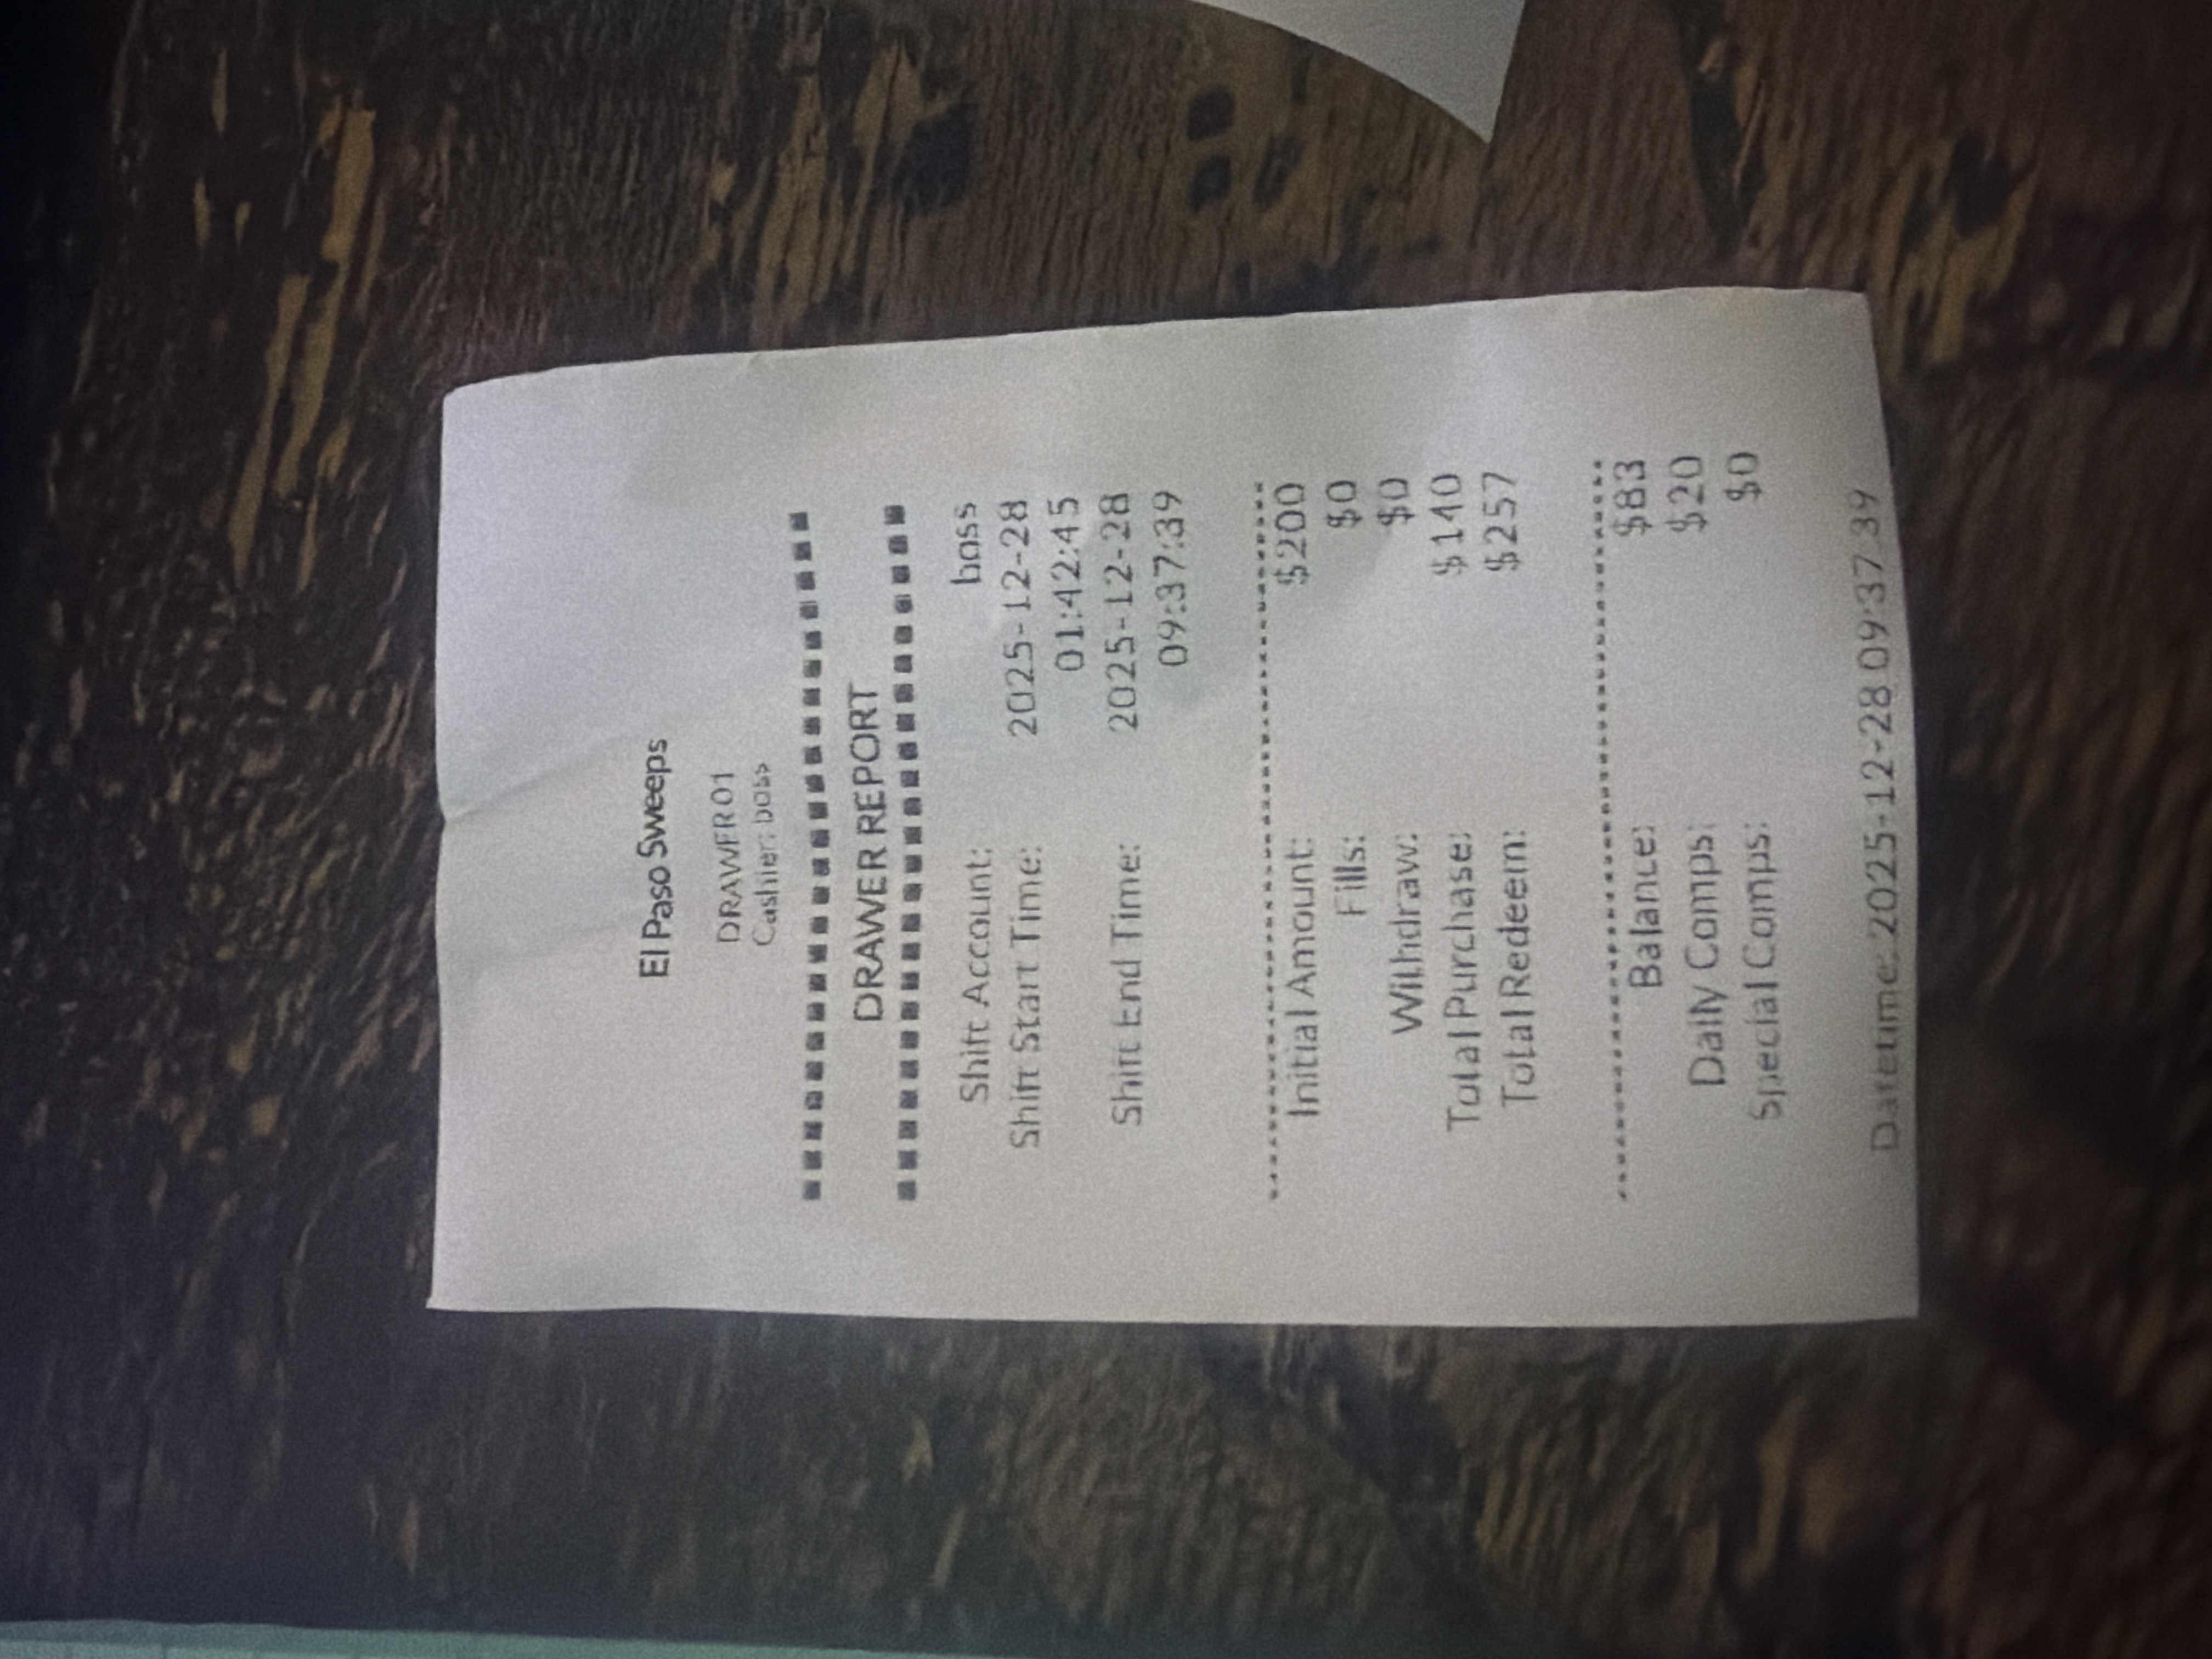 El Paso Sweeps
DRAWER 01
Cashier: boss
DRAWER REPORT
Shift Account: boss
Shift Start Time: 2025-12-28
01:42:45
Shift End Time: 2025-12-28
09:37:39
Initial Amount: $200
Fills: $0
Withdraw: $0
Total Purchase: $140
Total Redeem: $257
Balance: $83
Daily Comps: $20
Special Comps: $0
Datetime: 2025-12-28 09:37:39